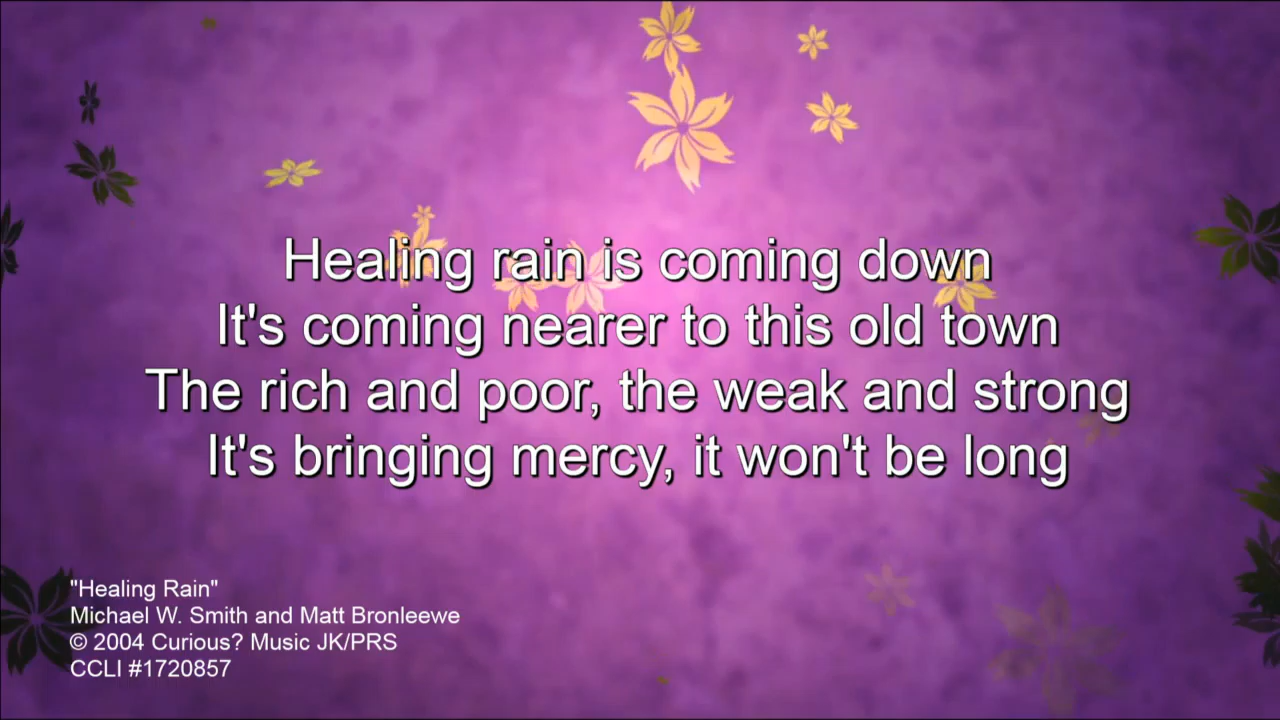 Healing rain is coming down
It's coming nearer to this old town
The rich and poor, the weak and strong
It's bringing mercy, it won't be long
"Healing Rain"
Michael W. Smith and Matt Bronleewe
© 2004 Curious? Music JK/PRS
CCLI #1720857